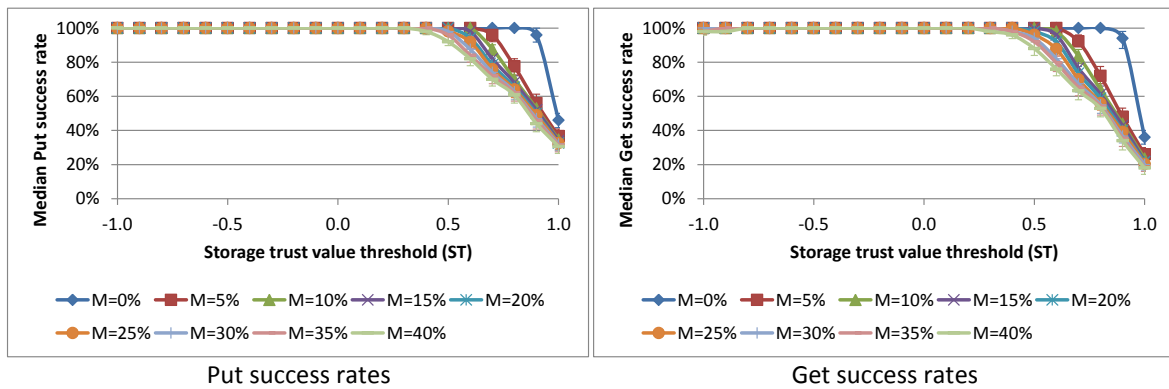 100%
80%
60%
40%
20%
0%
Median Put success rate
-1.0 -0.5 0.0 0.5 1.0
Storage trust value threshold (ST)
M=0% M=5% M=10% M=15% M=20%
M=25% M=30% M=35% M=40%
Put success rates
100%
80%
60%
40%
20%
0%
Median Get success rate
-1.0 -0.5 0.0 0.5 1.0
Storage trust value threshold (ST)
M=0% M=5% M=10% M=15% M=20%
M=25% M=30% M=35% M=40%
Get success rates